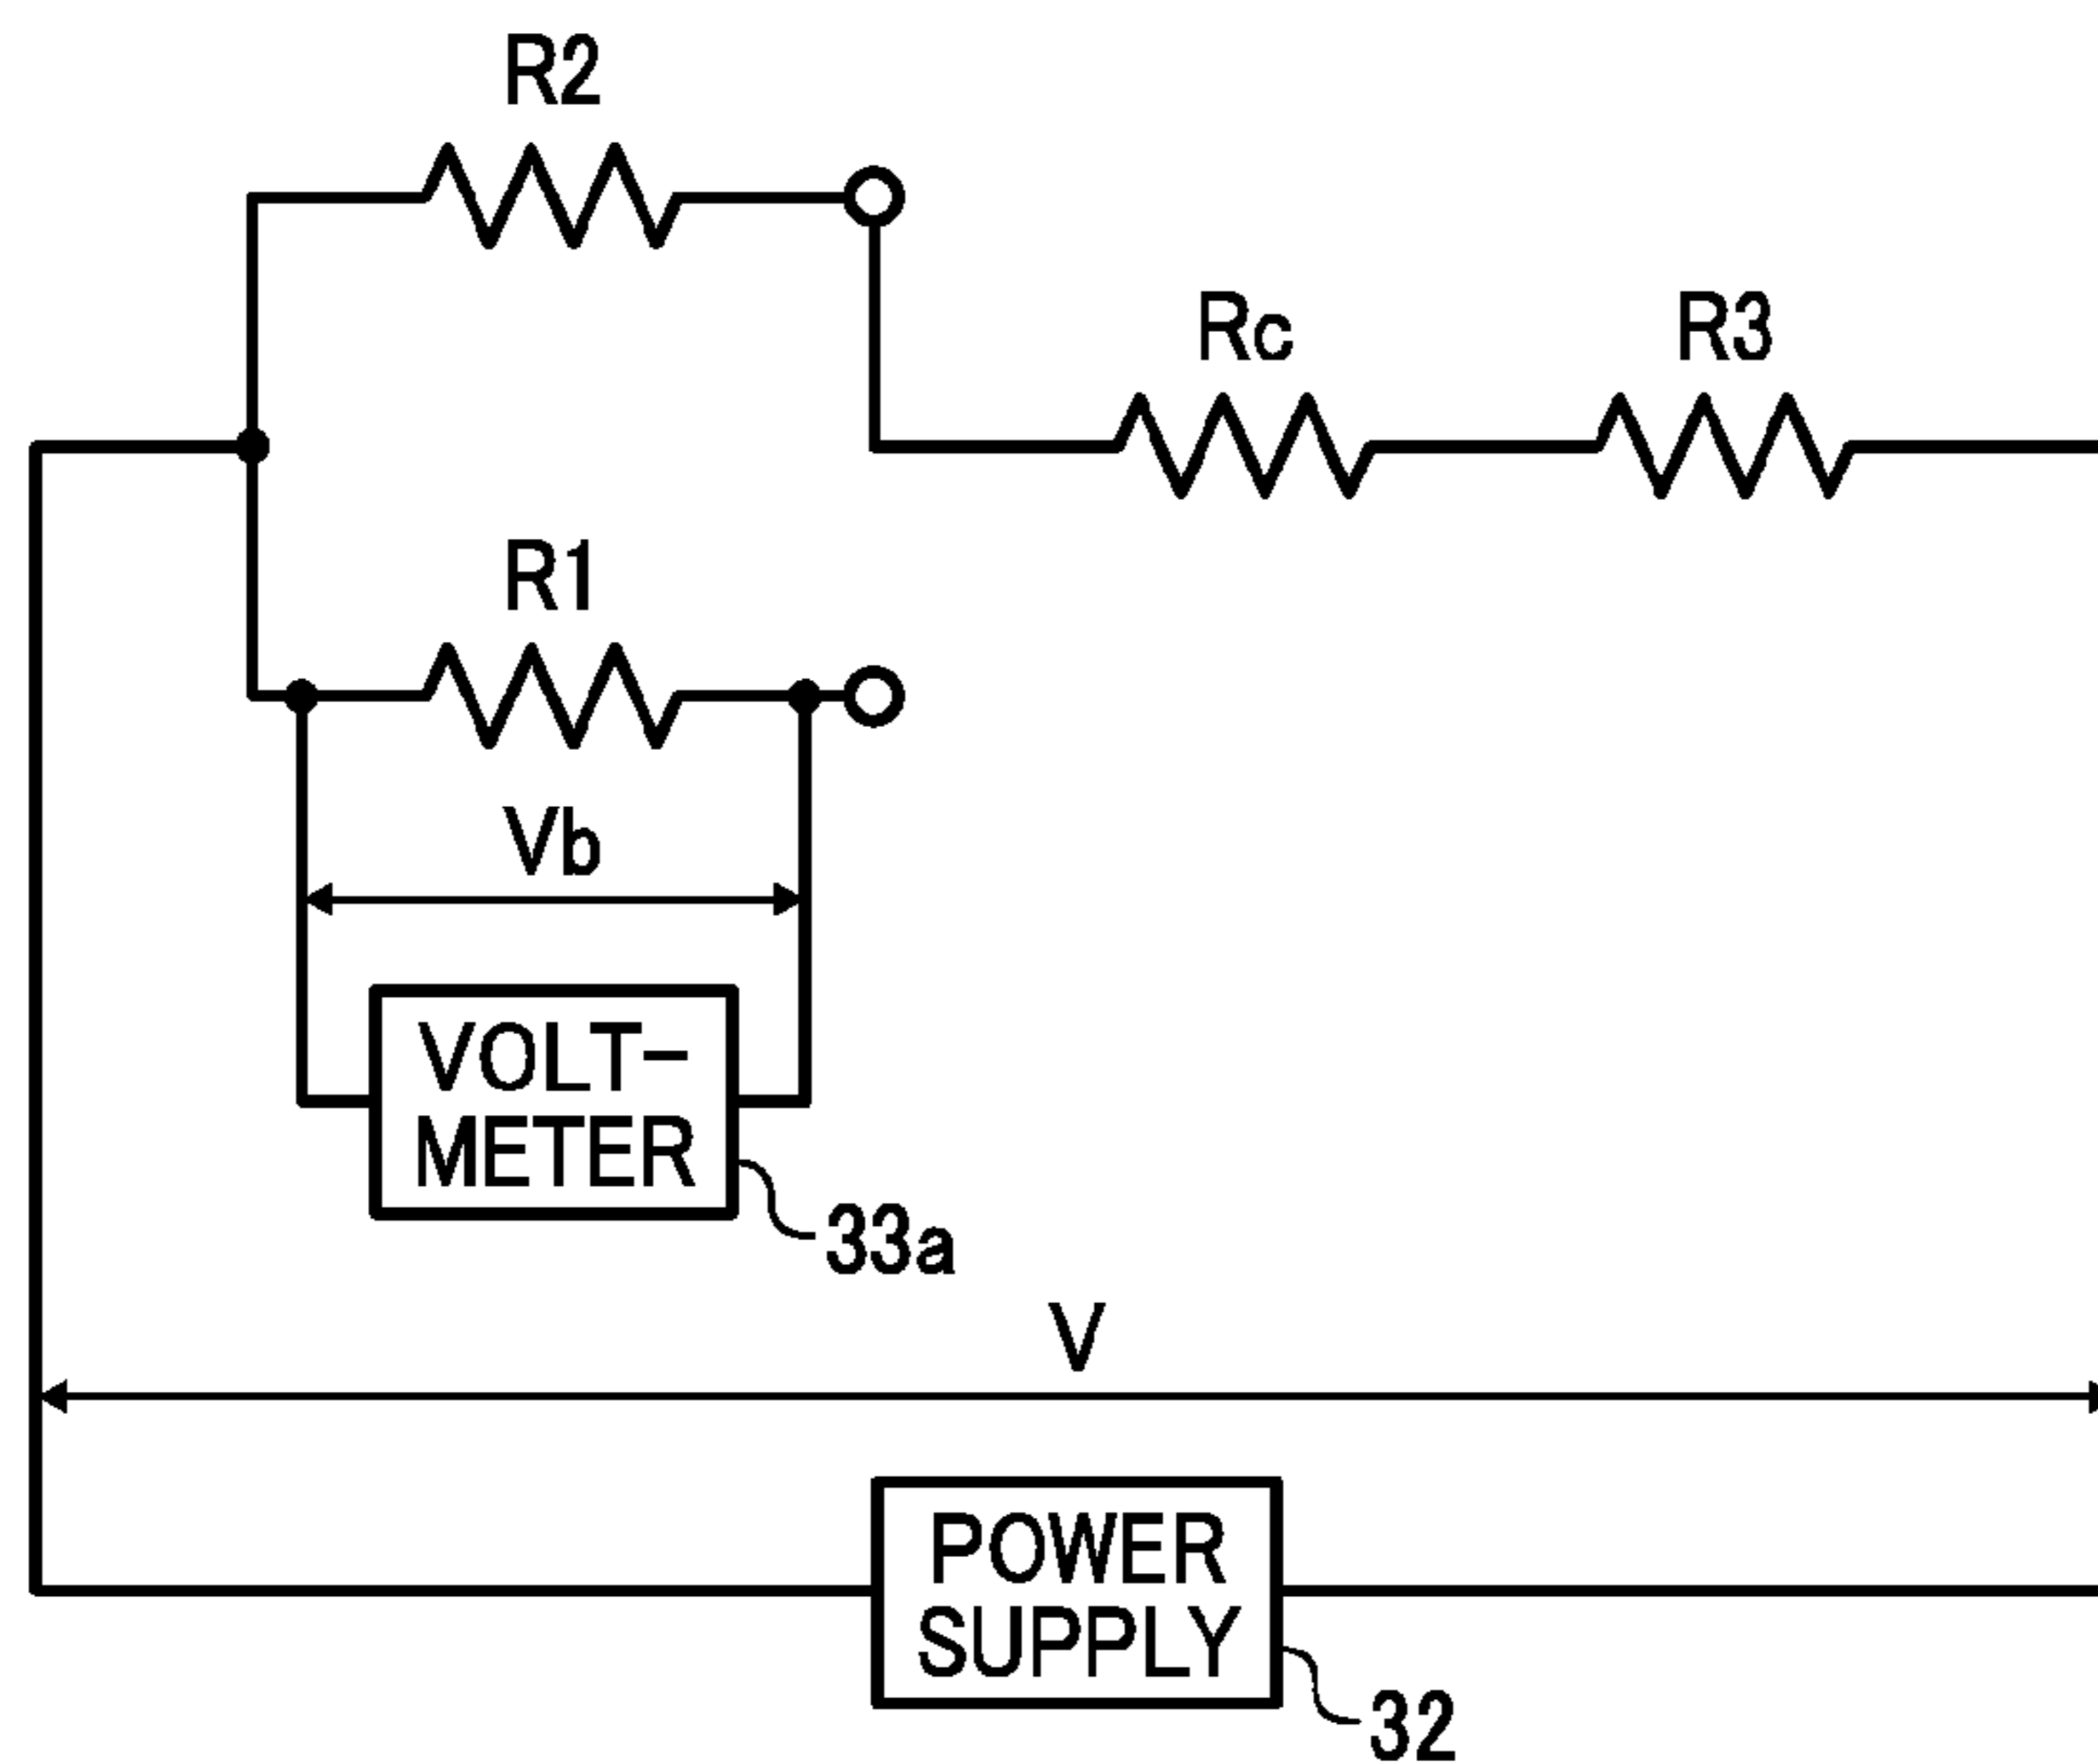 R2
Rc
R3
R1
Vb
VOLT-
METER
33a
V
POWER
SUPPLY
32